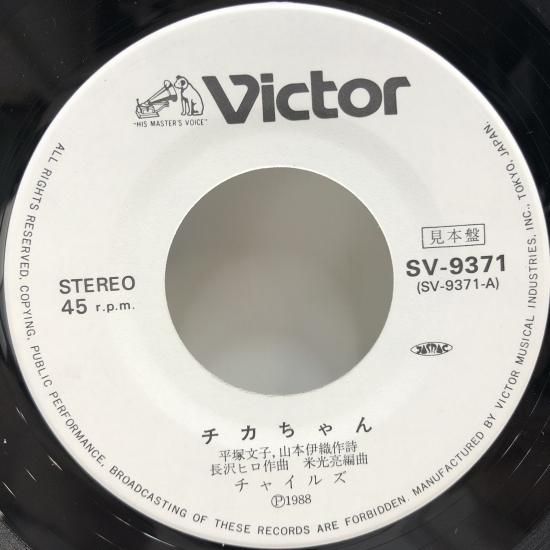 Victor
"HIS MASTER'S VOICE"
見本盤
STEREO
45 r.p.m.
SV-9371
(SV-9371-A)
JASRAC
チカちゃん
平塚文子,山本伊織作詩
長沢ヒロ作曲 米光亮編曲
チャイルズ
Ⓟ1988
ALL RIGHTS RESERVED, COPYING, PUBLIC PERFORMANCE, BROADCASTING OF THESE RECORDS ARE FORBIDDEN. MANUFACTURED BY VICTOR MUSICAL INDUSTRIES, INC., TOKYO, JAPAN.